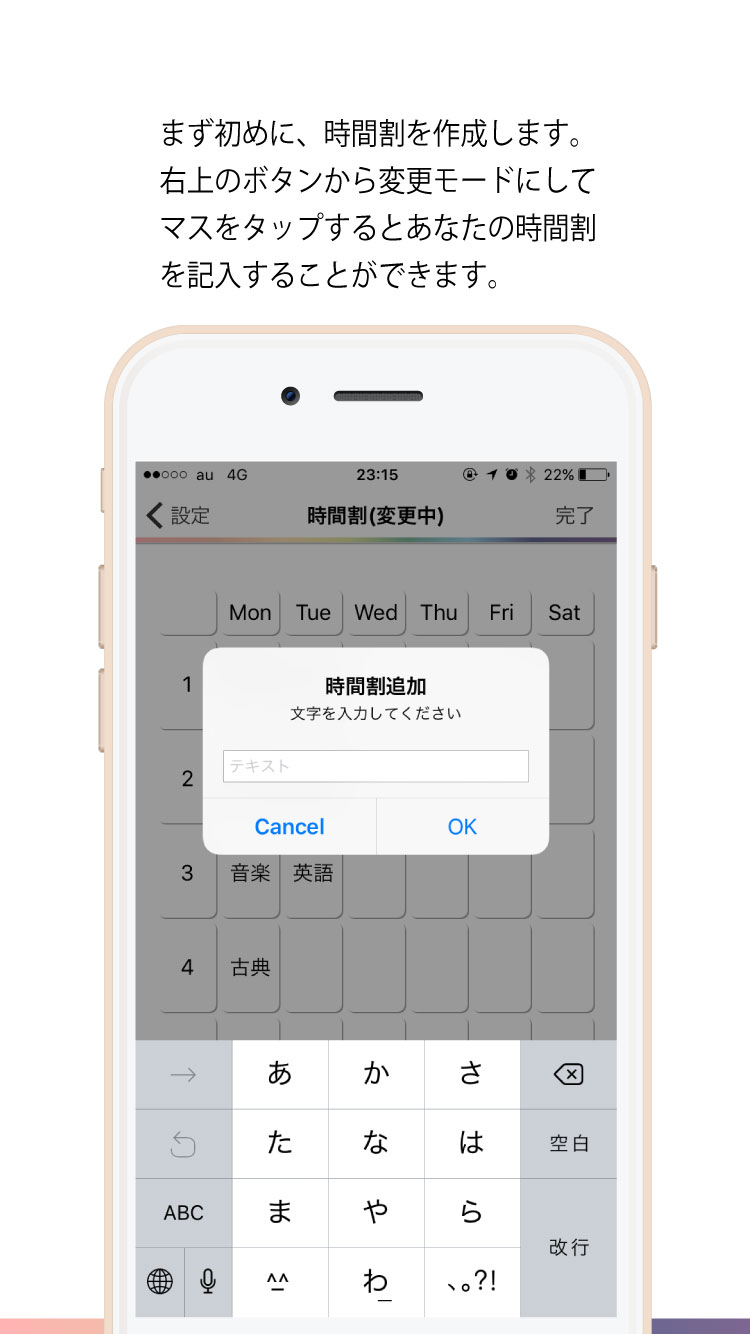 まず初めに、時間割を作成します。
右上のボタンから変更モードにして
マスをタップするとあなたの時間割
を記入することができます。
au 4G 23:15 22%
設定 時間割(変更中) 完了
Mon Tue Wed Thu Fri Sat
1
時間割追加
文字を入力してください
テキスト
2
Cancel OK
3 音楽 英語
4 古典
→ あ か さ
た な は 空白
ABC ま や ら
改行
^_^ わ_ 、。?!